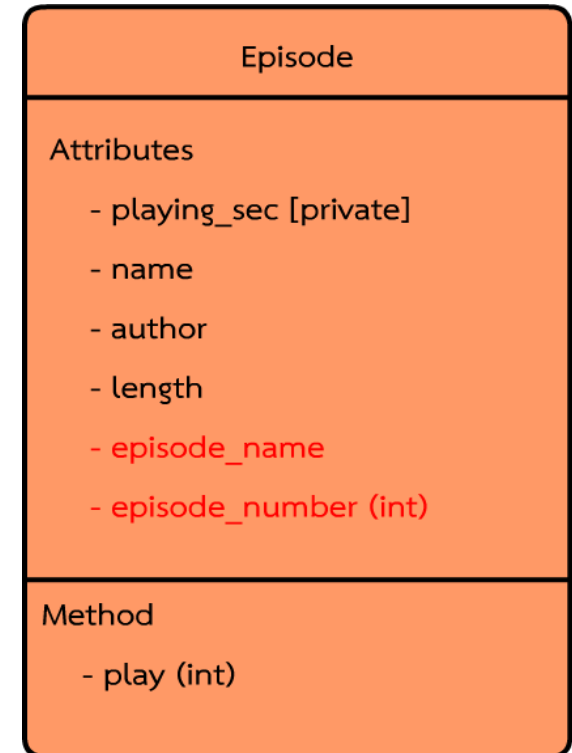 Episode
Attributes
- playing_sec [private]
- name
- author
- length
- episode_name
- episode_number (int)
Method
- play (int)